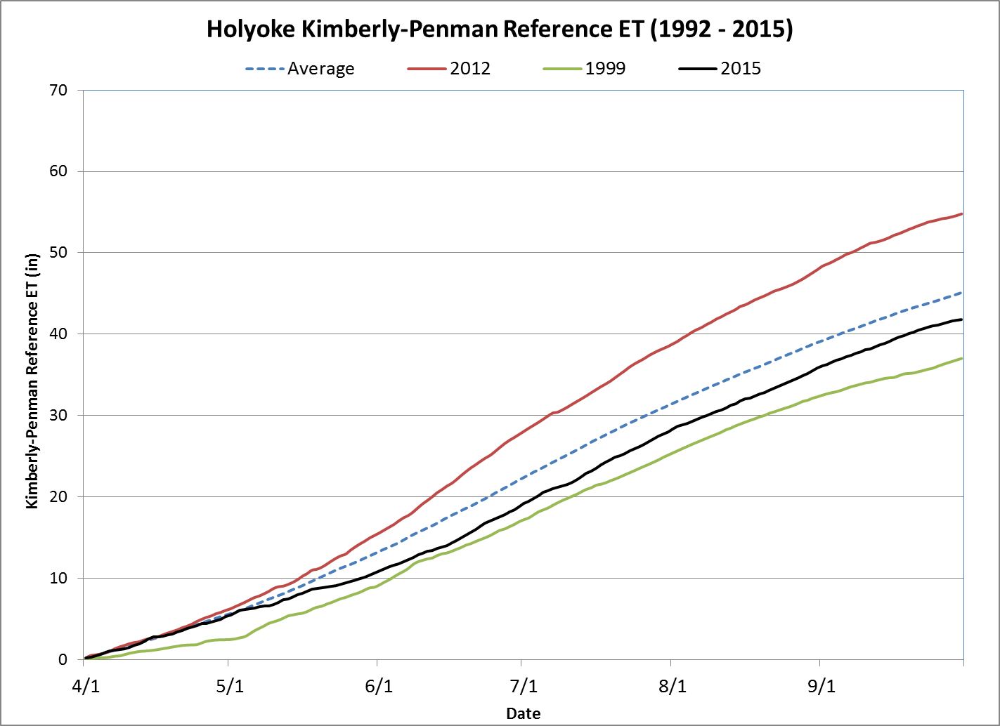 Holyoke Kimberly-Penman Reference ET (1992 - 2015)
Average 2012 1999 2015
70
60
50
40
30
20
10
0
Kimberly-Penman Reference ET (in)
4/1 5/1 6/1 7/1 8/1 9/1
Date